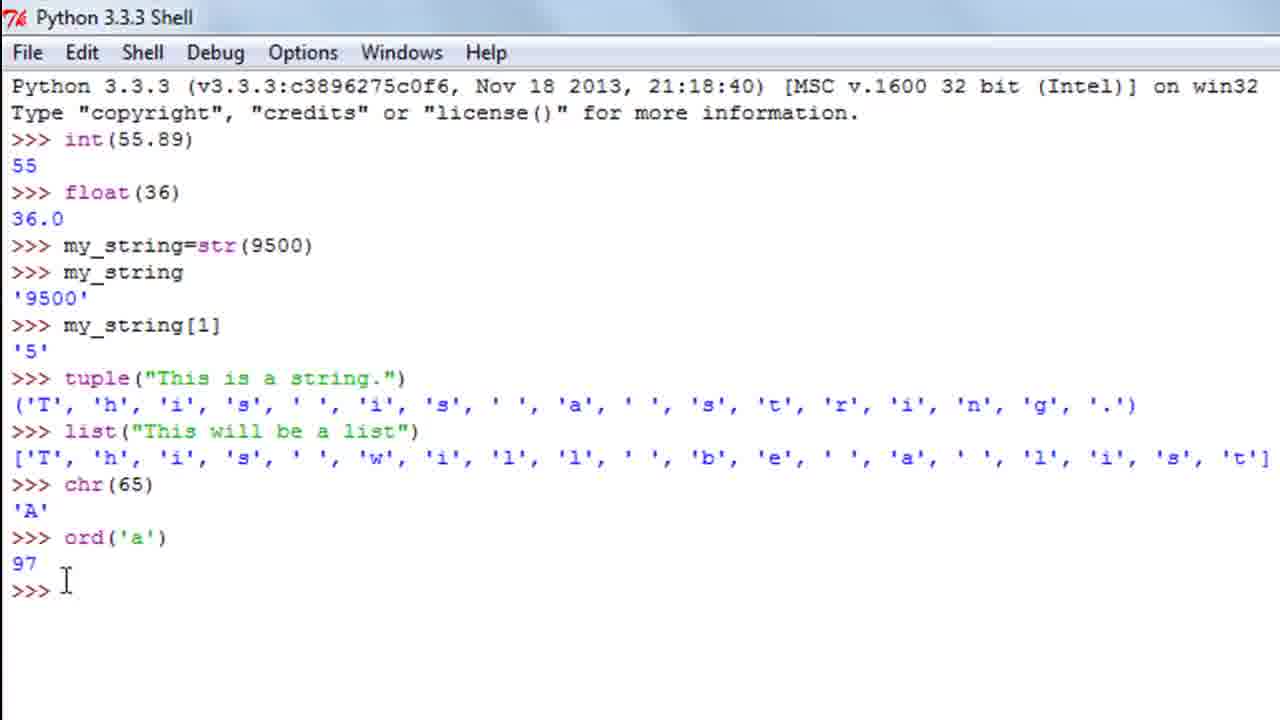 Python 3.3.3 Shell
File Edit Shell Debug Options Windows Help
Python 3.3.3 (v3.3.3:c3896275c0f6, Nov 18 2013, 21:18:40) [MSC v.1600 32 bit (Intel)] on win32
Type "copyright", "credits" or "license()" for more information.
>>> int(55.89)
55
>>> float(36)
36.0
>>> my_string=str(9500)
>>> my_string
'9500'
>>> my_string[1]
'5'
>>> tuple("This is a string.")
('T', 'h', 'i', 's', ' ', 'i', 's', ' ', 'a', ' ', 's', 't', 'r', 'i', 'n', 'g', '.')
>>> list("This will be a list")
['T', 'h', 'i', 's', ' ', 'w', 'i', 'l', 'l', ' ', 'b', 'e', ' ', 'a', ' ', 'l', 'i', 's', 't']
>>> chr(65)
'A'
>>> ord('a')
97
>>>